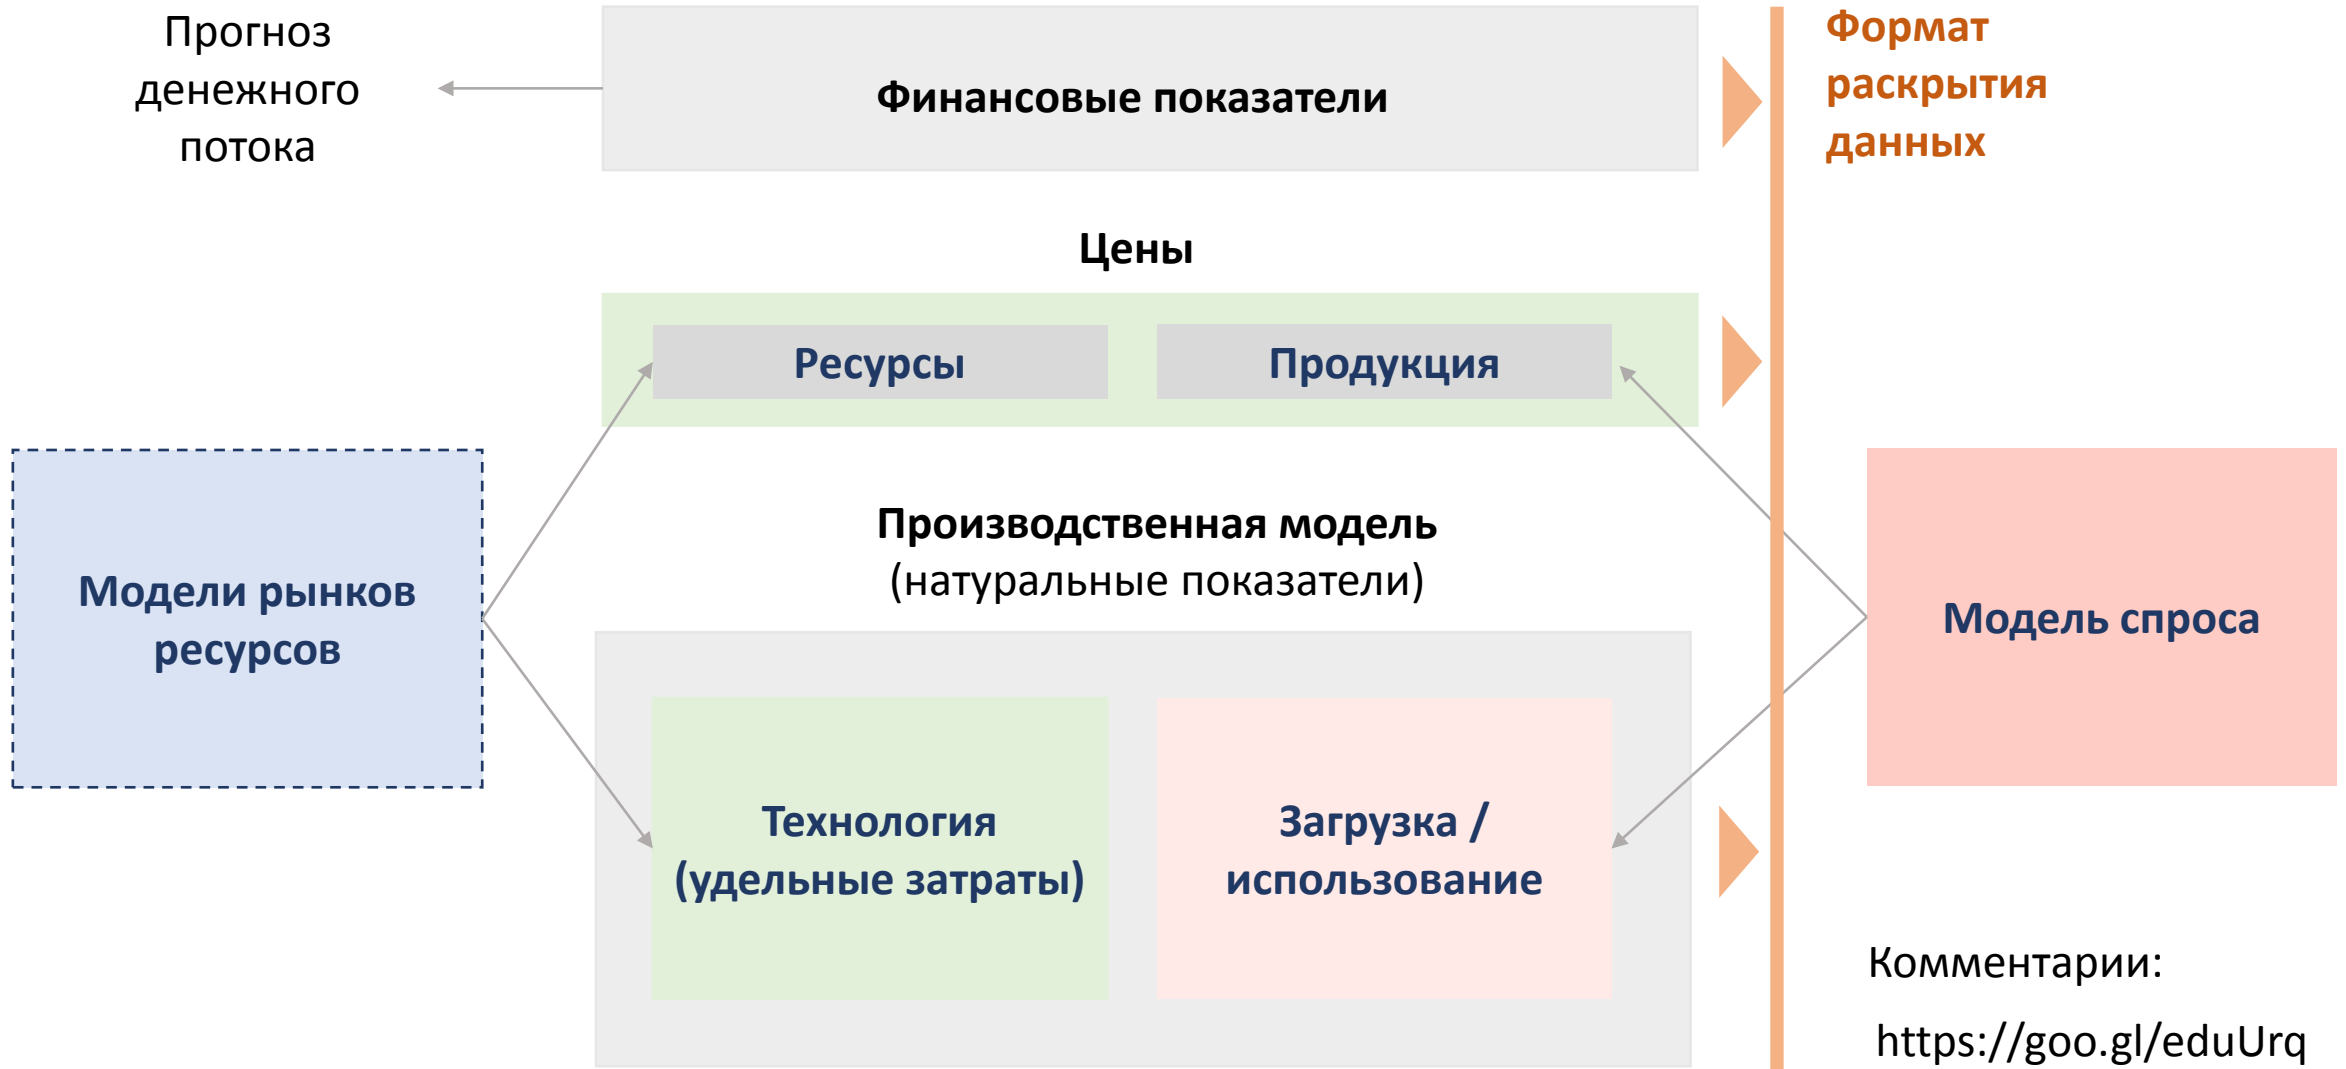 Прогноз
денежного
потока
Финансовые показатели
Формат
раскрытия
данных
Цены
Ресурсы
Продукция
Модели рынков
ресурсов
Производственная модель
(натуральные показатели)
Модель спроса
Технология
(удельные затраты)
Загрузка /
использование
Комментарии:
https://goo.gl/eduUrq